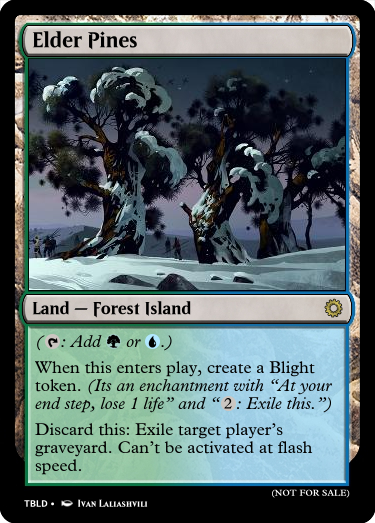 Elder Pines
Land — Forest Island
(: Add or .)
When this enters play, create a Blight
token. (Its an enchantment with “At your
end step, lose 1 life” and “2: Exile this.”)
Discard this: Exile target player’s
graveyard. Can’t be activated at flash
speed.
(NOT FOR SALE)
TBLD • Ivan Laliashvili